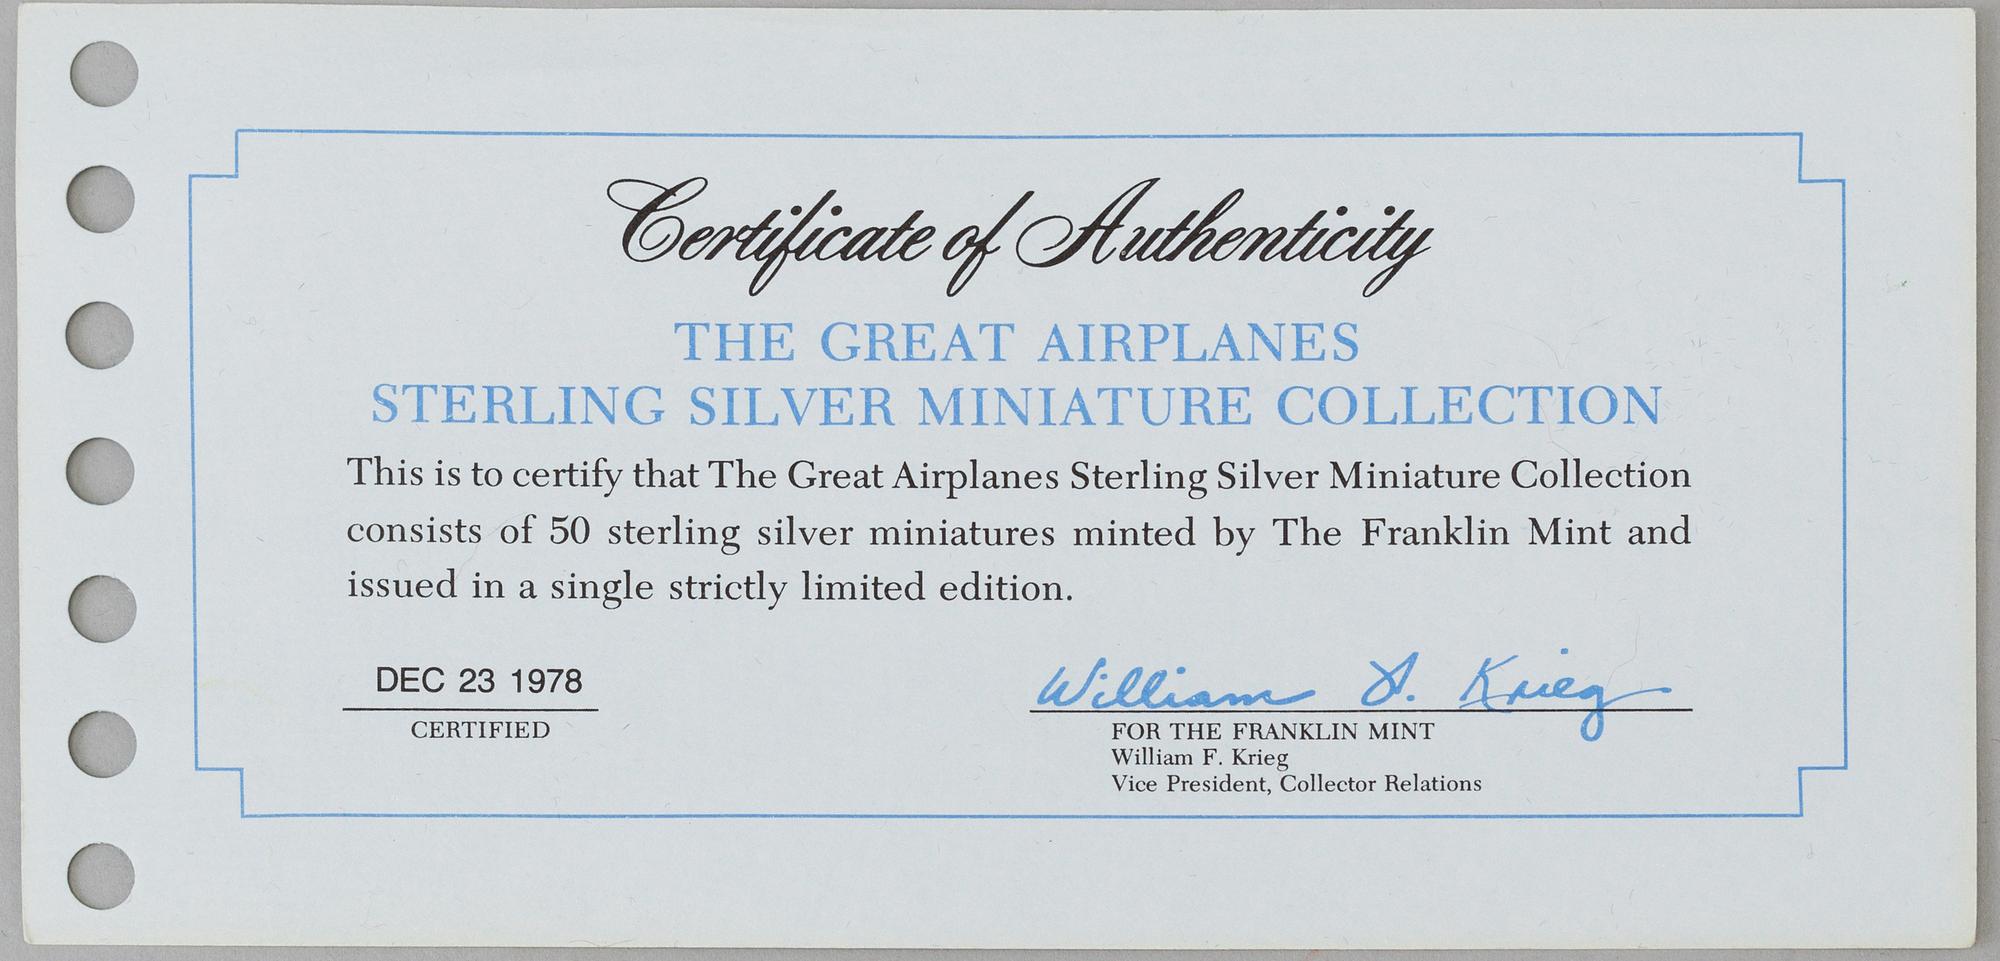 Certificate of Authenticity
THE GREAT AIRPLANES
STERLING SILVER MINIATURE COLLECTION
This is to certify that The Great Airplanes Sterling Silver Miniature Collection
consists of 50 sterling silver miniatures minted by The Franklin Mint and
issued in a single strictly limited edition.
DEC 23 1978
CERTIFIED
William F. Krieg
FOR THE FRANKLIN MINT
William F. Krieg
Vice President, Collector Relations